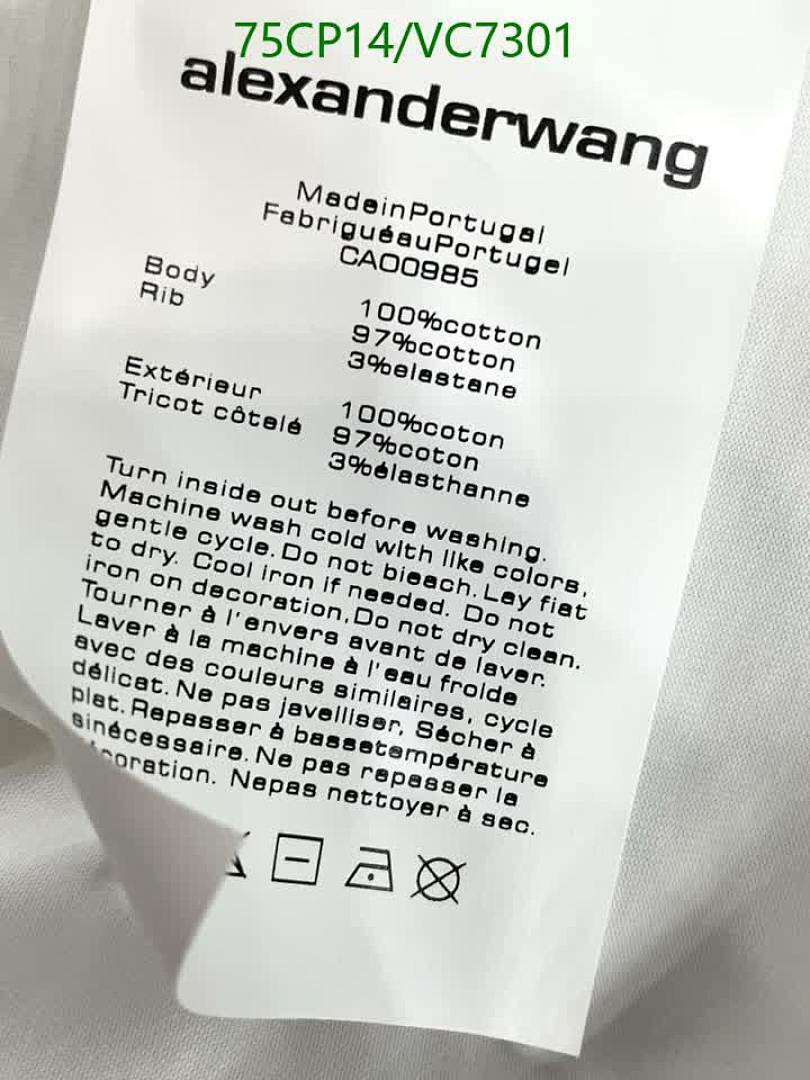 75CP14/VC7301
alexanderwang
MadeinPortugal
FabriguéauPortugel
CA00985
Body 100%cotton
Rib 97%cotton
3%elastane
Extérieur 100%coton
Tricot côtelé 97%coton
3%élasthanne
Turn inside out before washing.
Machine wash cold with like colors,
gentle cycle. Do not bieach. Lay fiat
to dry. Cool iron if needed. Do not
iron on decoration, Do not dry clean.
Tourner à l'envers avant de laver.
Laver à la machine à l'eau froide
avec des couleurs similaires, cycle
délicat. Ne pas javelliser, Sécher à
plat. Repasser à bassetempérature
sinécessaire. Ne pas repasser le
coration. Nepas nettoyer à sec.